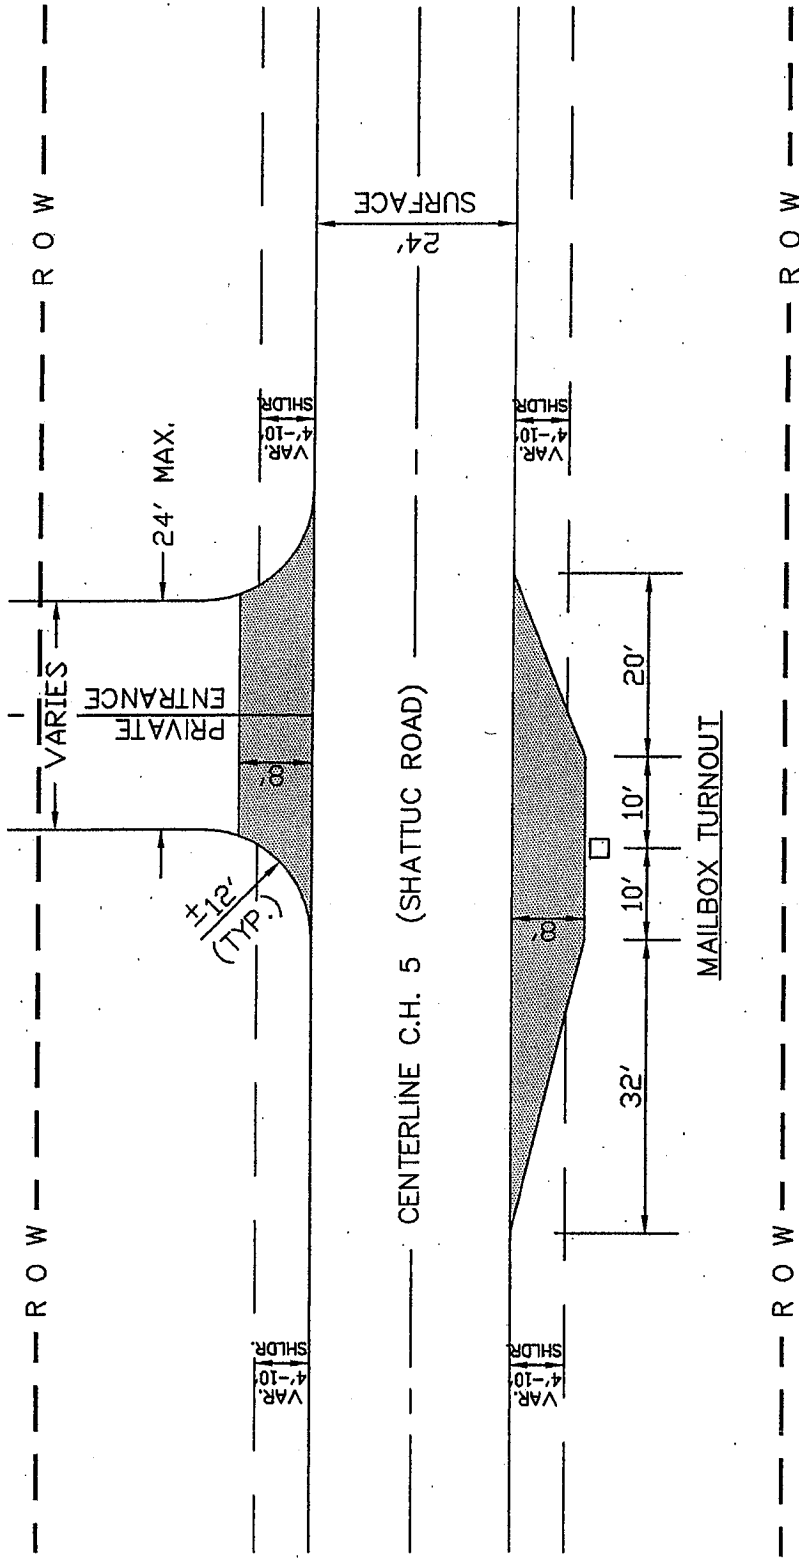 R O W
R O W
24' MAX.
VARIES
PRIVATE
ENTRANCE
8'
±12'
(TYP.)
VAR.
4'-10'
SHLDR.
VAR.
4'-10'
SHLDR.
24'
SURFACE
CENTERLINE C.H. 5 (SHATTUC ROAD)
VAR.
4'-10'
SHLDR.
VAR.
4'-10'
SHLDR.
8'
32'
10'
10'
20'
MAILBOX TURNOUT
R O W
R O W